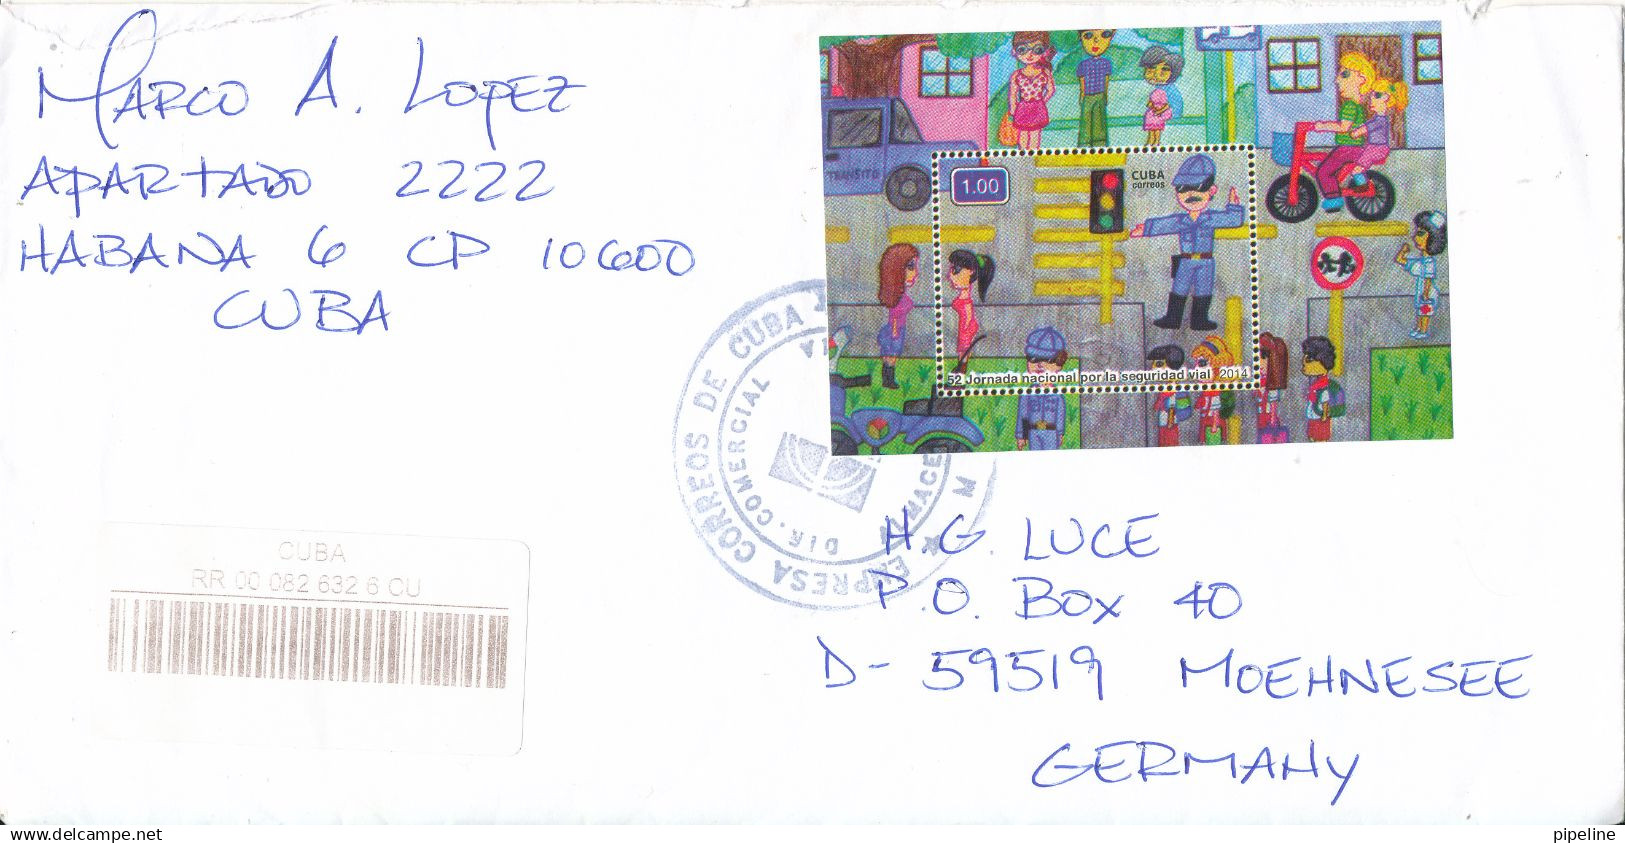 MARCO A. LOPEZ
APARTADO 2222
HABANA 6 CP 10600
CUBA
TRANSITO
1.00
CUBA
correos
52 Jornada nacional por la seguridad vial 2014
EMPRESA CORREOS DE CUBA
DIR. COMERCIAL
CUBA
RR 00 082 632 6 CU
H.G. LUCE
P.O. BOX 40
D-59519 MOEHNESEE
GERMANY
www.delcampe.net
pipeline